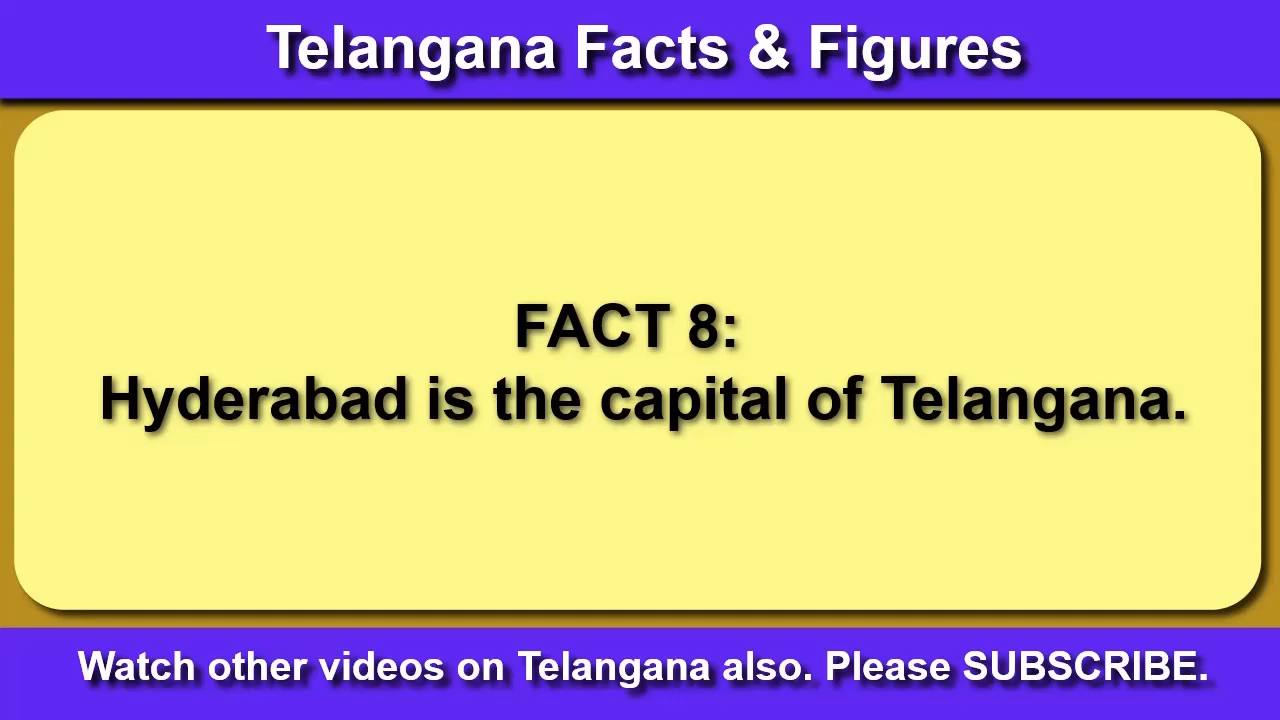 Telangana Facts & Figures
FACT 8:
Hyderabad is the capital of Telangana.
Watch other videos on Telangana also. Please SUBSCRIBE.